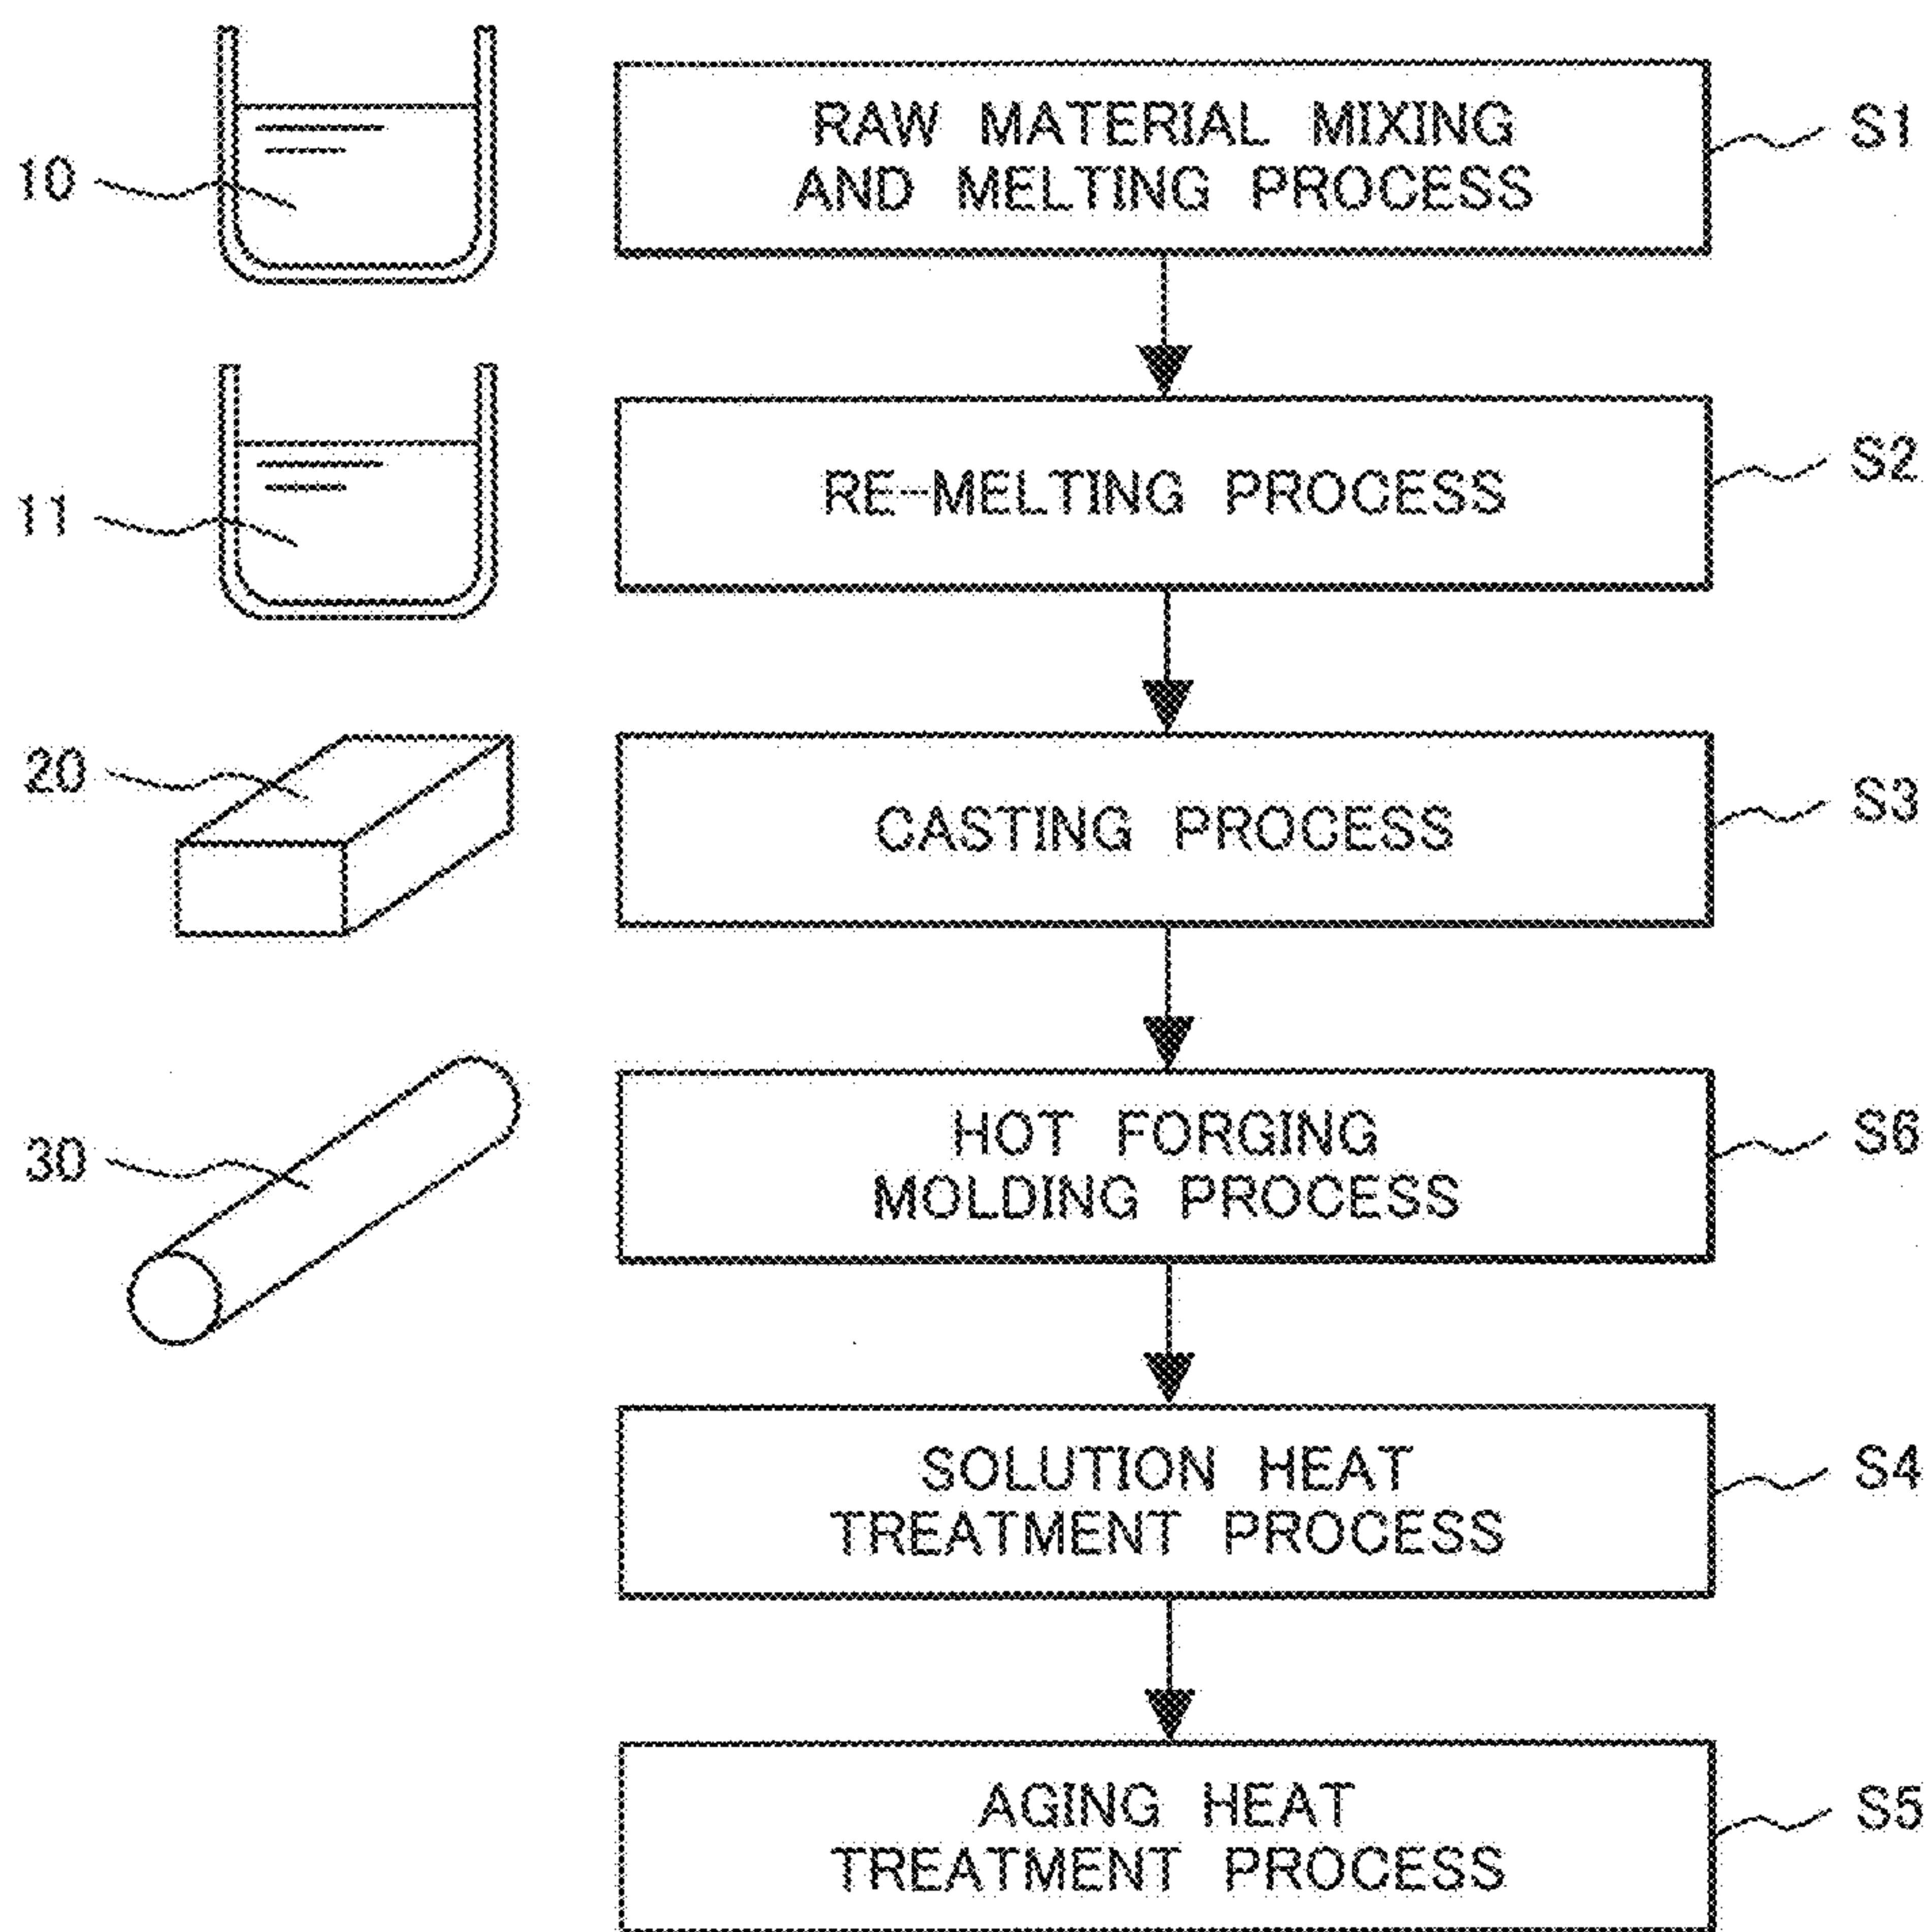 10
RAW MATERIAL MIXING
AND MELTING PROCESS
S1
11
RE-MELTING PROCESS
S2
20
CASTING PROCESS
S3
30
HOT FORGING
MOLDING PROCESS
S6
SOLUTION HEAT
TREATMENT PROCESS
S4
AGING HEAT
TREATMENT PROCESS
S5